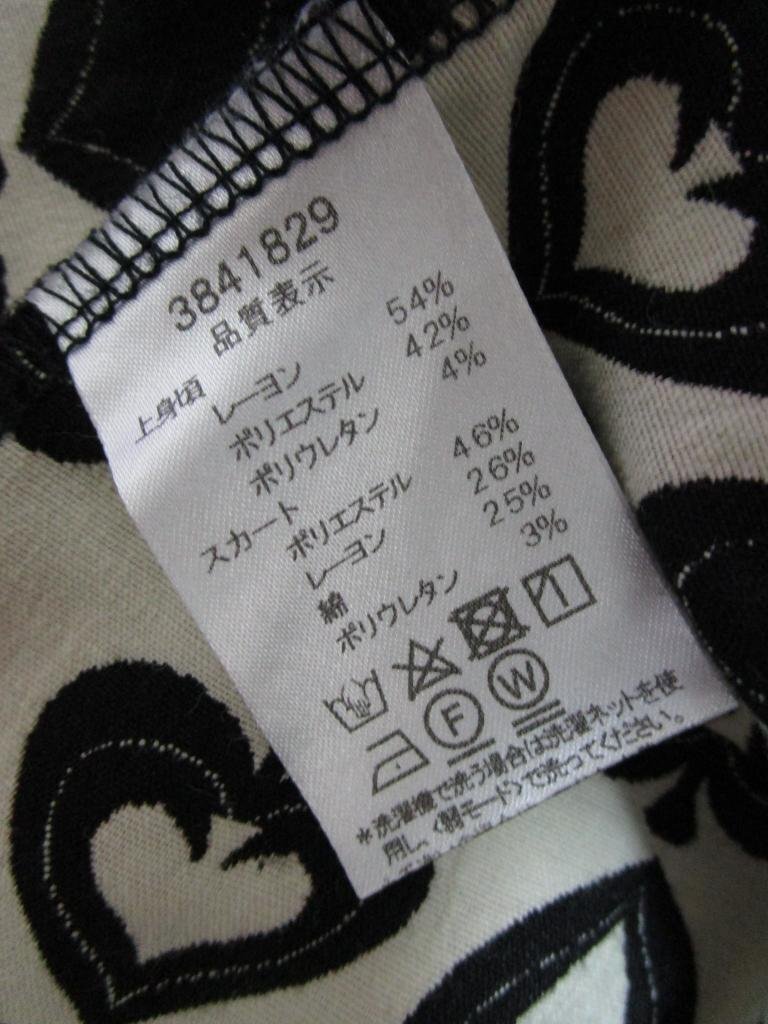 3841829
品質表示
上身頃 レーヨン 54%
ポリエステル 42%
ポリウレタン 4%
スカート ポリエステル 46%
レーヨン 26%
綿 25%
ポリウレタン 3%
F W
*洗濯機で洗う場合は洗濯ネットを使
用し、〈弱モード〉で洗ってください。